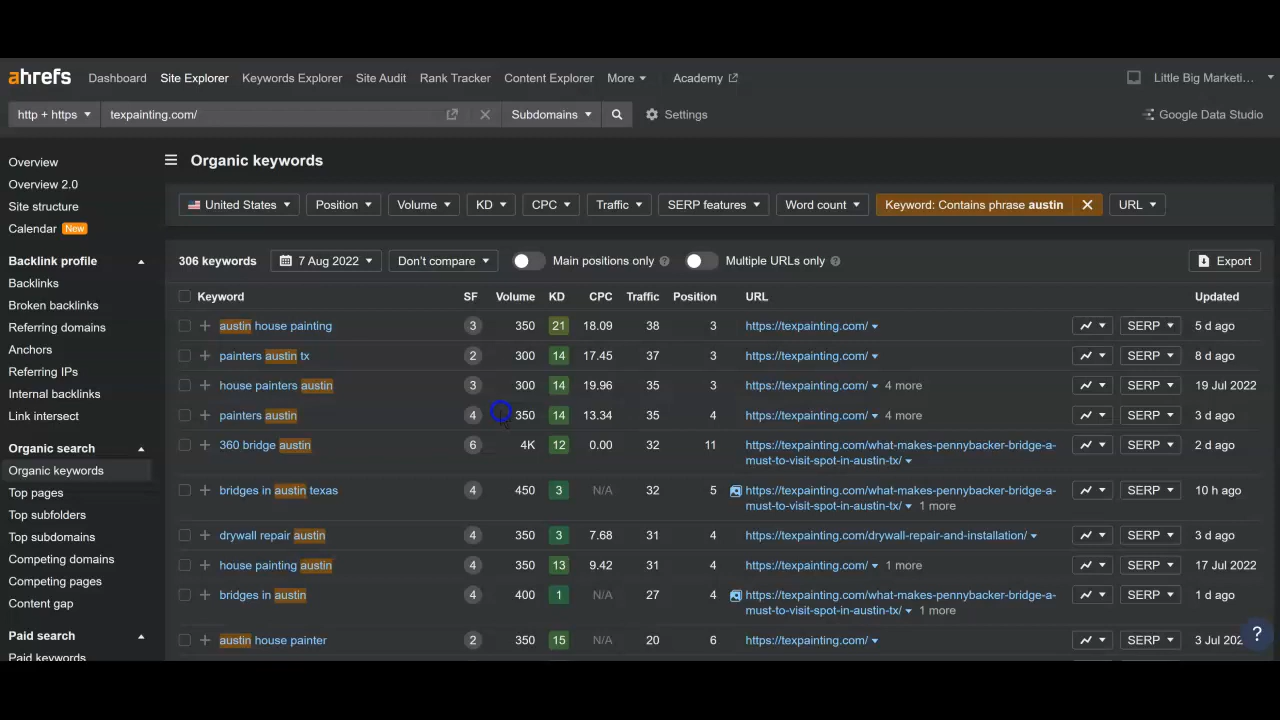 ahrefs Dashboard Site Explorer Keywords Explorer Site Audit Rank Tracker Content Explorer More Academy Little Big Marketi...
http + https texpainting.com/ Subdomains Settings Google Data Studio
Overview
Overview 2.0
Site structure
Calendar New
Backlink profile
Backlinks
Broken backlinks
Referring domains
Anchors
Referring IPs
Internal backlinks
Link intersect
Organic search
Organic keywords
Top pages
Top subfolders
Top subdomains
Competing domains
Competing pages
Content gap
Paid search
Paid keywords
Organic keywords
United States Position Volume KD CPC Traffic SERP features Word count Keyword: Contains phrase austin URL
306 keywords 7 Aug 2022 Don't compare Main positions only ? Multiple URLs only ? Export
Keyword SF Volume KD CPC Traffic Position URL Updated
austin house painting 3 350 21 18.09 38 3 https://texpainting.com/ SERP 5 d ago
painters austin tx 2 300 14 17.45 37 3 https://texpainting.com/ SERP 8 d ago
house painters austin 3 300 14 19.96 35 3 https://texpainting.com/ 4 more SERP 19 Jul 2022
painters austin 4 350 14 13.34 35 4 https://texpainting.com/ 4 more SERP 3 d ago
360 bridge austin 6 4K 12 0.00 32 11 https://texpainting.com/what-makes-pennybacker-bridge-a- SERP 2 d ago
must-to-visit-spot-in-austin-tx/
bridges in austin texas 4 450 3 N/A 32 5 https://texpainting.com/what-makes-pennybacker-bridge-a- SERP 10 h ago
must-to-visit-spot-in-austin-tx/ 1 more
drywall repair austin 4 350 3 7.68 31 4 https://texpainting.com/drywall-repair-and-installation/ SERP 3 d ago
house painting austin 4 350 13 9.42 31 4 https://texpainting.com/ 1 more SERP 17 Jul 2022
bridges in austin 4 400 1 N/A 27 4 https://texpainting.com/what-makes-pennybacker-bridge-a- SERP 1 d ago
must-to-visit-spot-in-austin-tx/ 1 more
austin house painter 2 350 15 N/A 20 6 https://texpainting.com/ SERP 3 Jul 202
?